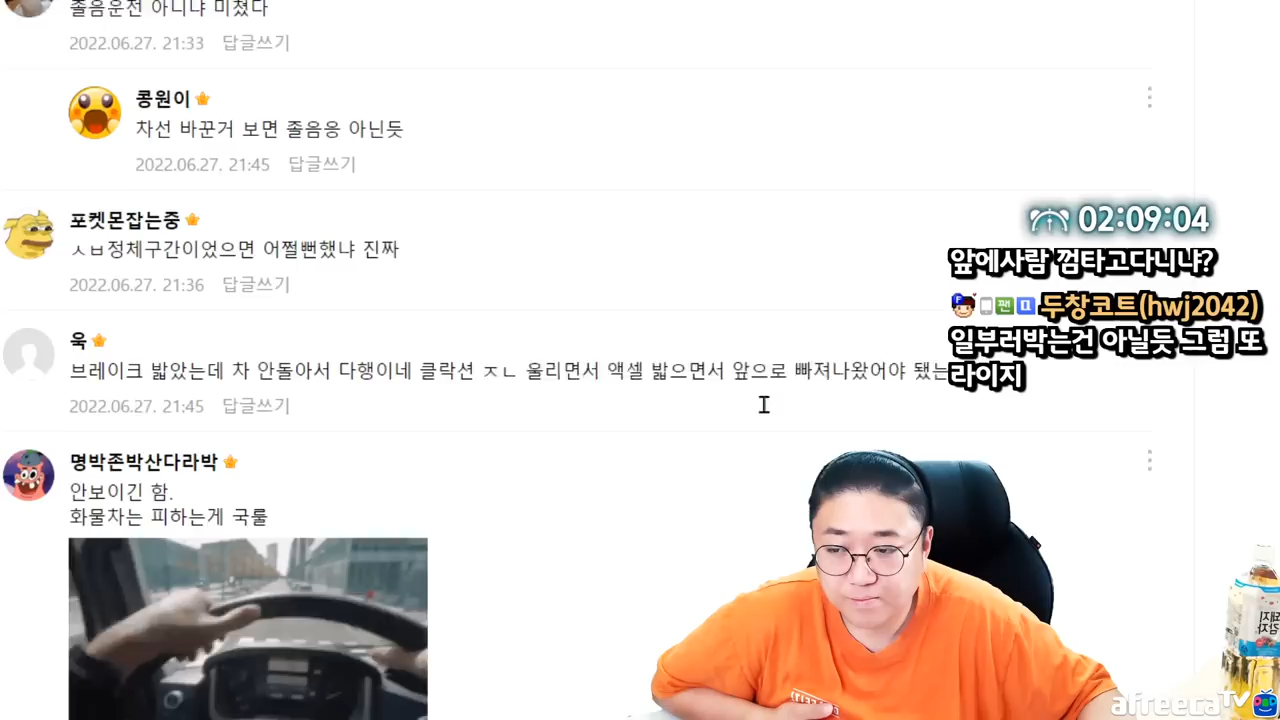 졸음운전 아니냐 미쳤다
2022.06.27. 21:33 답글쓰기
콩원이
차선 바꾼거 보면 졸음응 아닌듯
2022.06.27. 21:45 답글쓰기
포켓몬잡는중
ㅅㅂ정체구간이었으면 어쩔뻔했냐 진짜
2022.06.27. 21:36 답글쓰기
욱
브레이크 밟았는데 차 안돌아서 다행이네 클락션 ㅈㄴ 울리면서 액셀 밟으면서 앞으로 빠져나왔어야 됐는
2022.06.27. 21:45 답글쓰기
명박존박산다라박
안보이긴 함.
화물차는 피하는게 국룰
02:09:04
앞에사람 껌타고다니냐?
F 팬 두창코트(hwj2042)
일부러박는건 아닐듯 그럼 또
라이지
afreecaTV